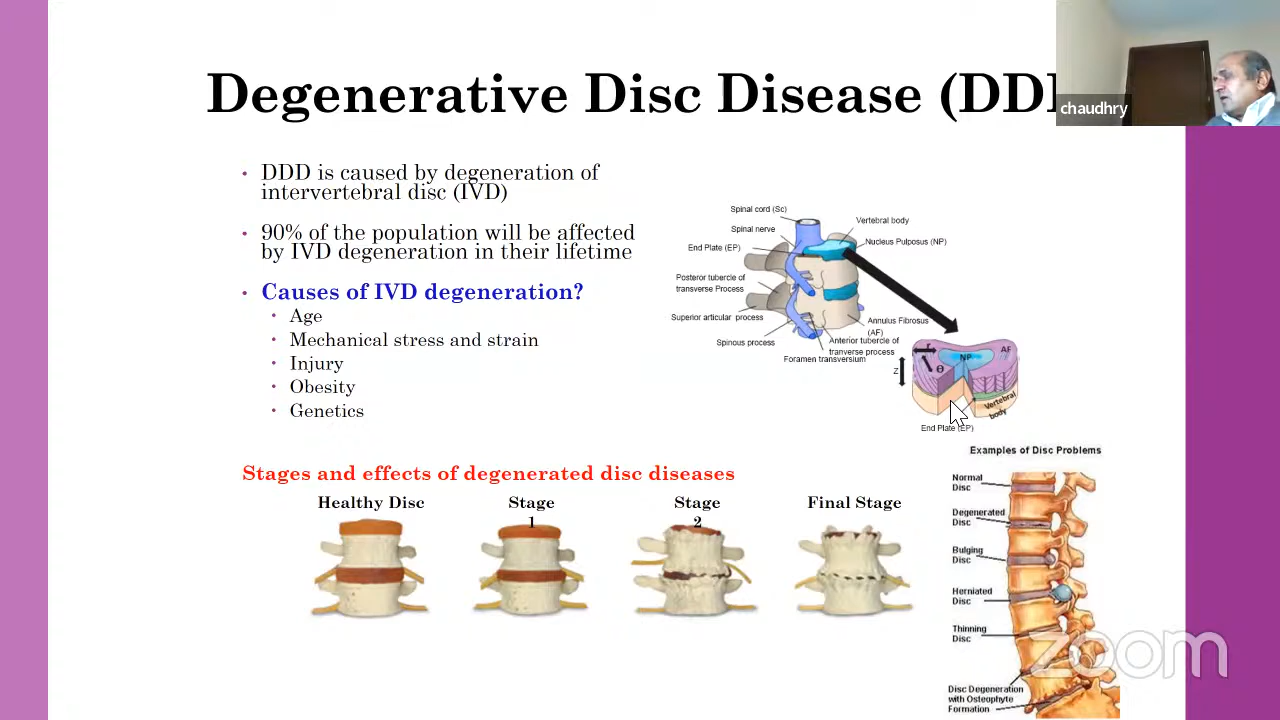 Degenerative Disc Disease (DDD
chaudhry
• DDD is caused by degeneration of
intervertebral disc (IVD)
• 90% of the population will be affected
by IVD degeneration in their lifetime
• Causes of IVD degeneration?
• Age
• Mechanical stress and strain
• Injury
• Obesity
• Genetics
Spinal cord (Sc)
Spinal nerve
End Plate (EP)
Posterior tubercle of
transverse Process
Superior articular process
Spinous process
Vertebral body
Nucleus Pulposus (NP)
Annulus Fibrosus
(AF)
Anterior tubercle of
tranverse process
Foramen transversium
r
NP
AF
Θ
Z
Vertebral
body
End Plate (EP)
Stages and effects of degenerated disc diseases
Healthy Disc
Stage
1
Stage
2
Final Stage
Examples of Disc Problems
Normal
Disc
Degenerated
Disc
Bulging
Disc
Herniated
Disc
Thinning
Disc
Disc Degeneration
with Osteophyte
Formation
zoom